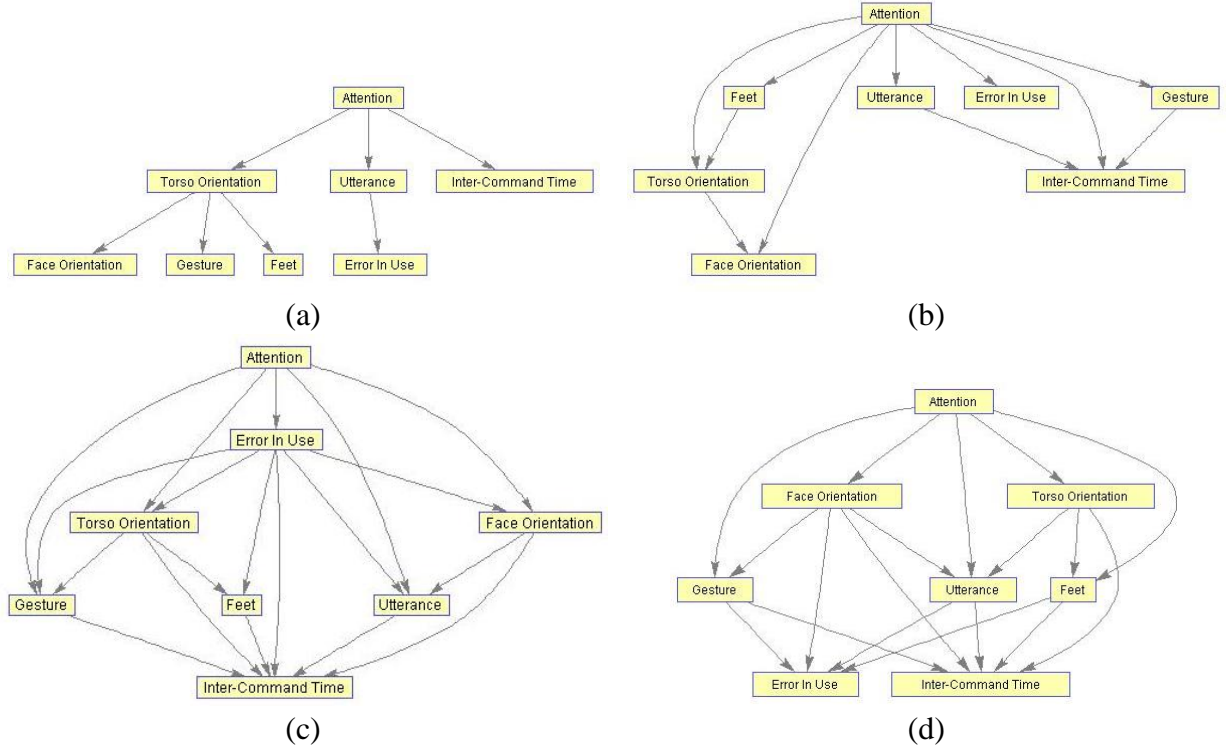 Attention
Torso Orientation
Utterance
Inter-Command Time
Face Orientation
Gesture
Feet
Error In Use
(a)
Attention
Feet
Utterance
Error In Use
Gesture
Torso Orientation
Inter-Command Time
Face Orientation
(b)
Attention
Error In Use
Torso Orientation
Face Orientation
Gesture
Feet
Utterance
Inter-Command Time
(c)
Attention
Face Orientation
Torso Orientation
Gesture
Utterance
Feet
Error In Use
Inter-Command Time
(d)